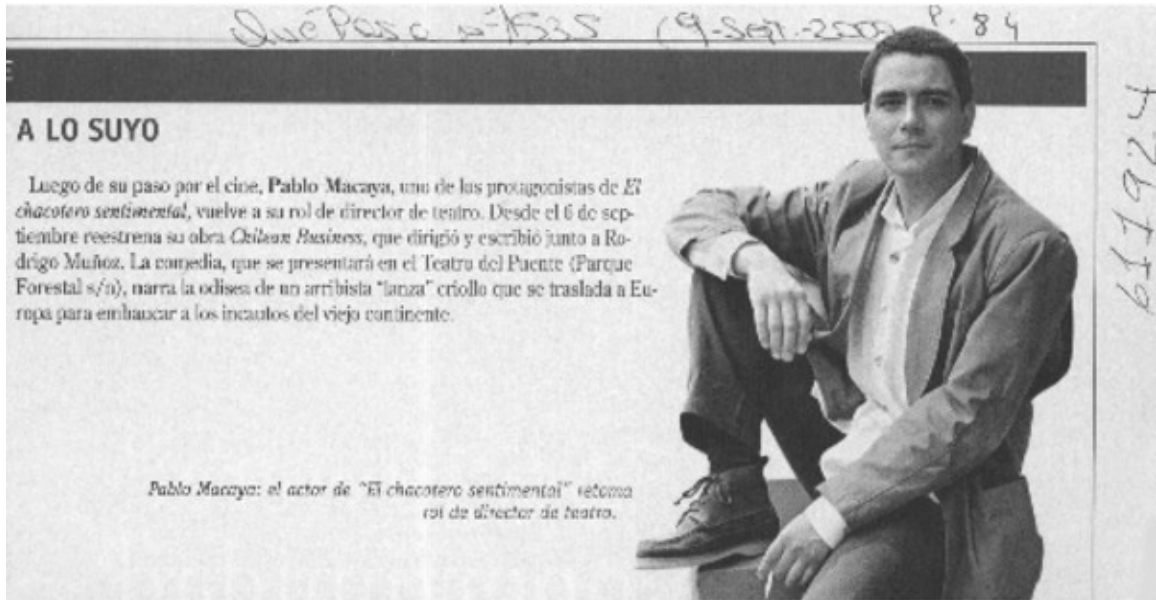 Qué Pasa n°1535 (9-Sept.-2000) P. 84
A LO SUYO
Luego de su paso por el cine, Pablo Macaya, uno de los protagonistas de El
chacotero sentimental, vuelve a su rol de director de teatro. Desde el 6 de sep-
tiembre reestrena su obra Chilean Business, que dirigió y escribió junto a Ro-
drigo Muñoz. La comedia, que se presentará en el Teatro del Puente (Parque
Forestal s/n), narra la odisea de un arribista "lanza" criollo que se traslada a Eu-
ropa para embaucar a los incautos del viejo continente.
Pablo Macaya: el actor de "El chacotero sentimental" retoma
rol de director de teatro.
611924